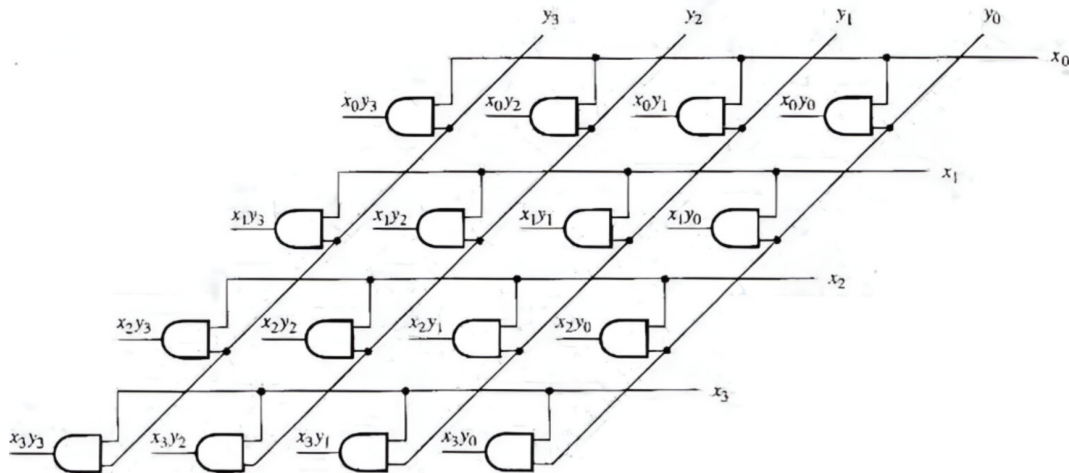 y₃ y₂ y₁ y₀
x₀
x₀y₃ x₀y₂ x₀y₁ x₀y₀
x₁
x₁y₃ x₁y₂ x₁y₁ x₁y₀
x₂
x₂y₃ x₂y₂ x₂y₁ x₂y₀
x₃
x₃y₃ x₃y₂ x₃y₁ x₃y₀